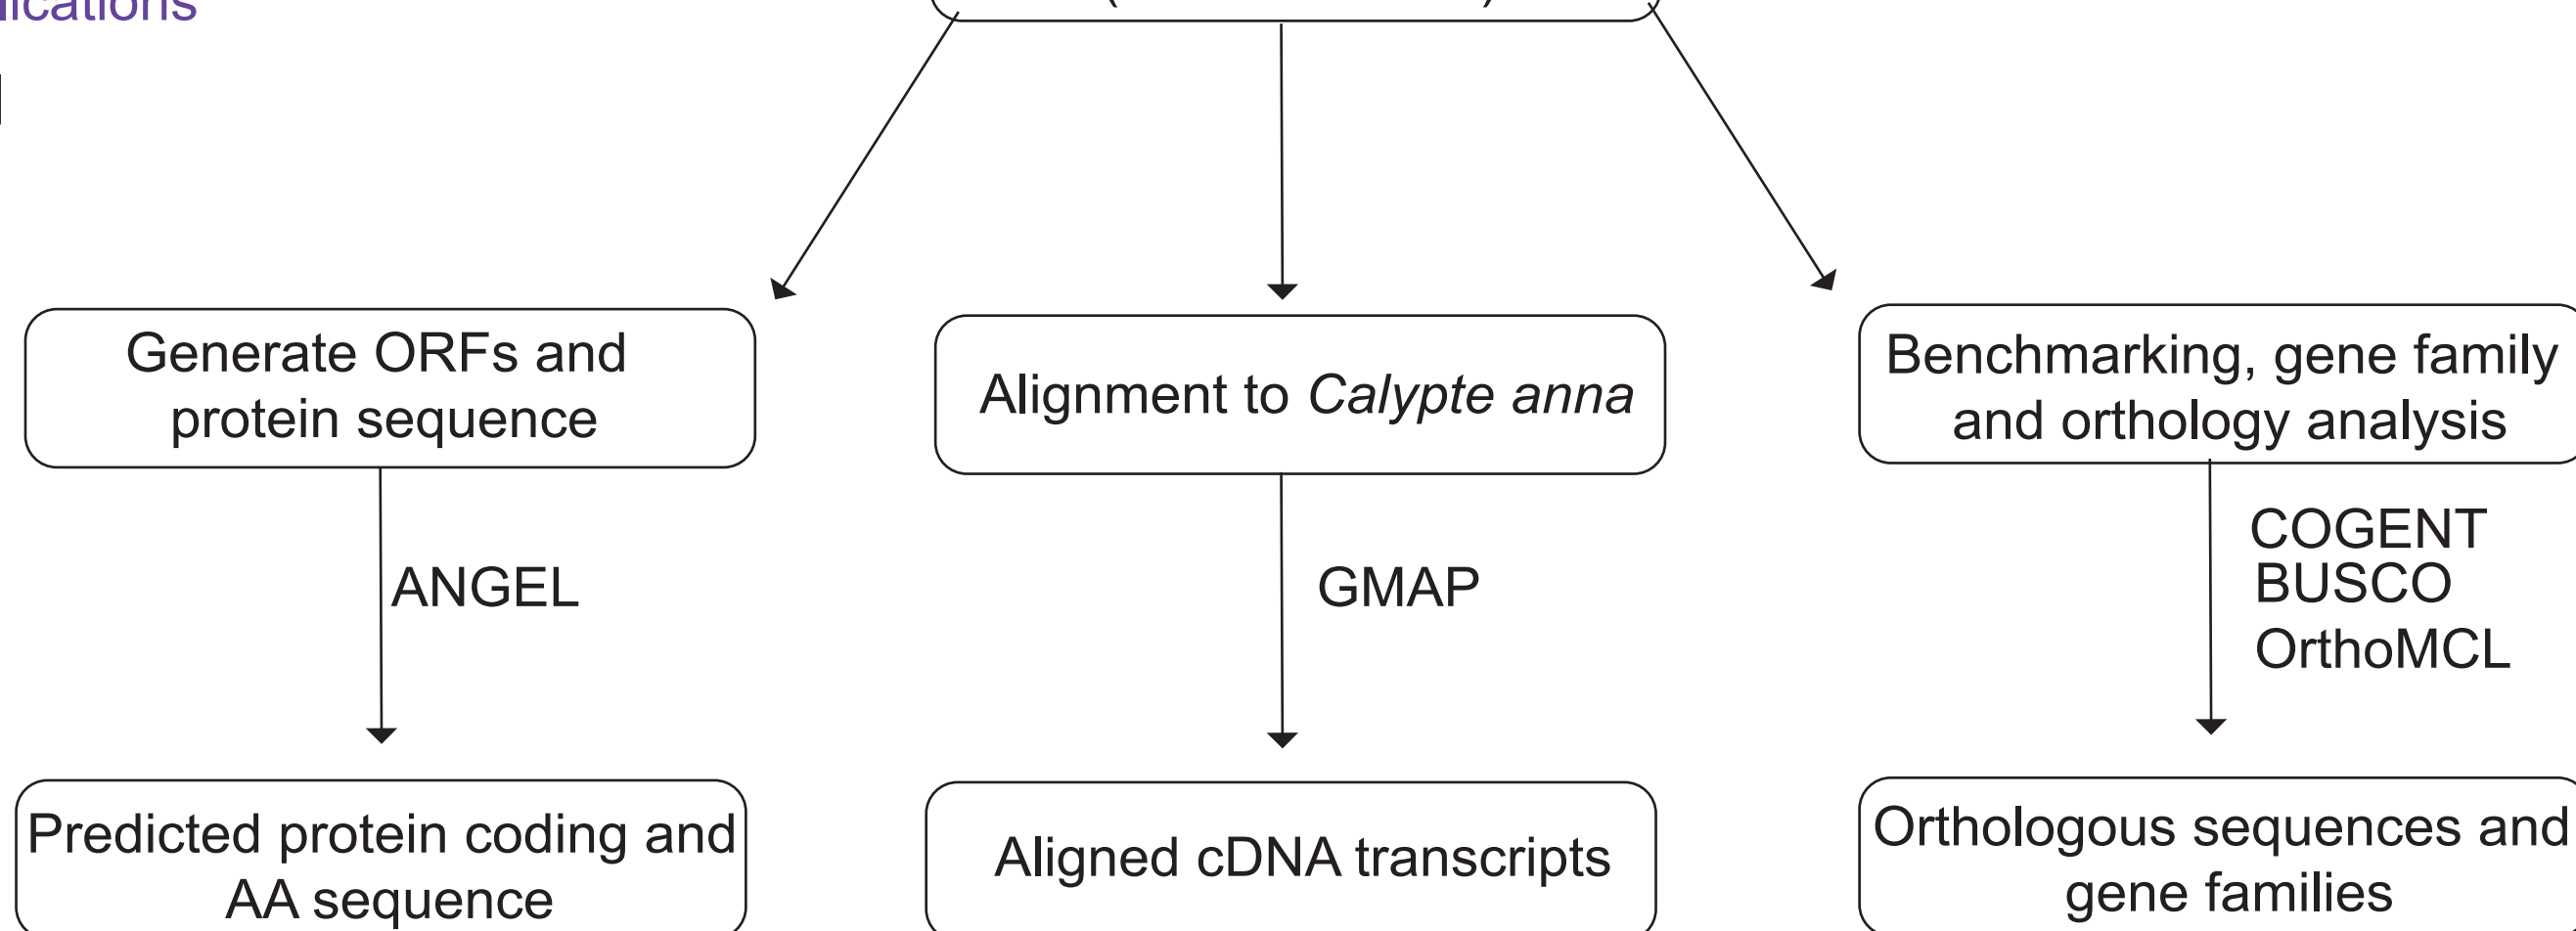 Generate ORFs and
protein sequence
Alignment to Calypte anna
Benchmarking, gene family
and orthology analysis
ANGEL
GMAP
COGENT
BUSCO
OrthoMCL
Predicted protein coding and
AA sequence
Aligned cDNA transcripts
Orthologous sequences and
gene families